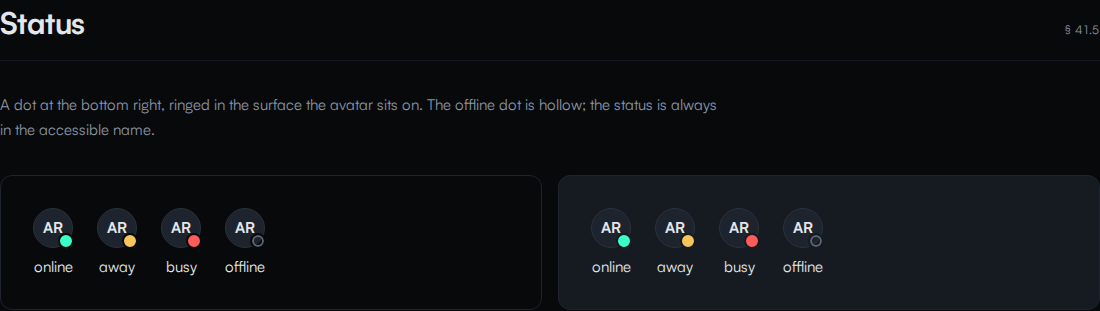 Status
§ 41.5
A dot at the bottom right, ringed in the surface the avatar sits on. The offline dot is hollow; the status is always
in the accessible name.
AR AR AR AR
online away busy offline
AR AR AR AR
online away busy offline